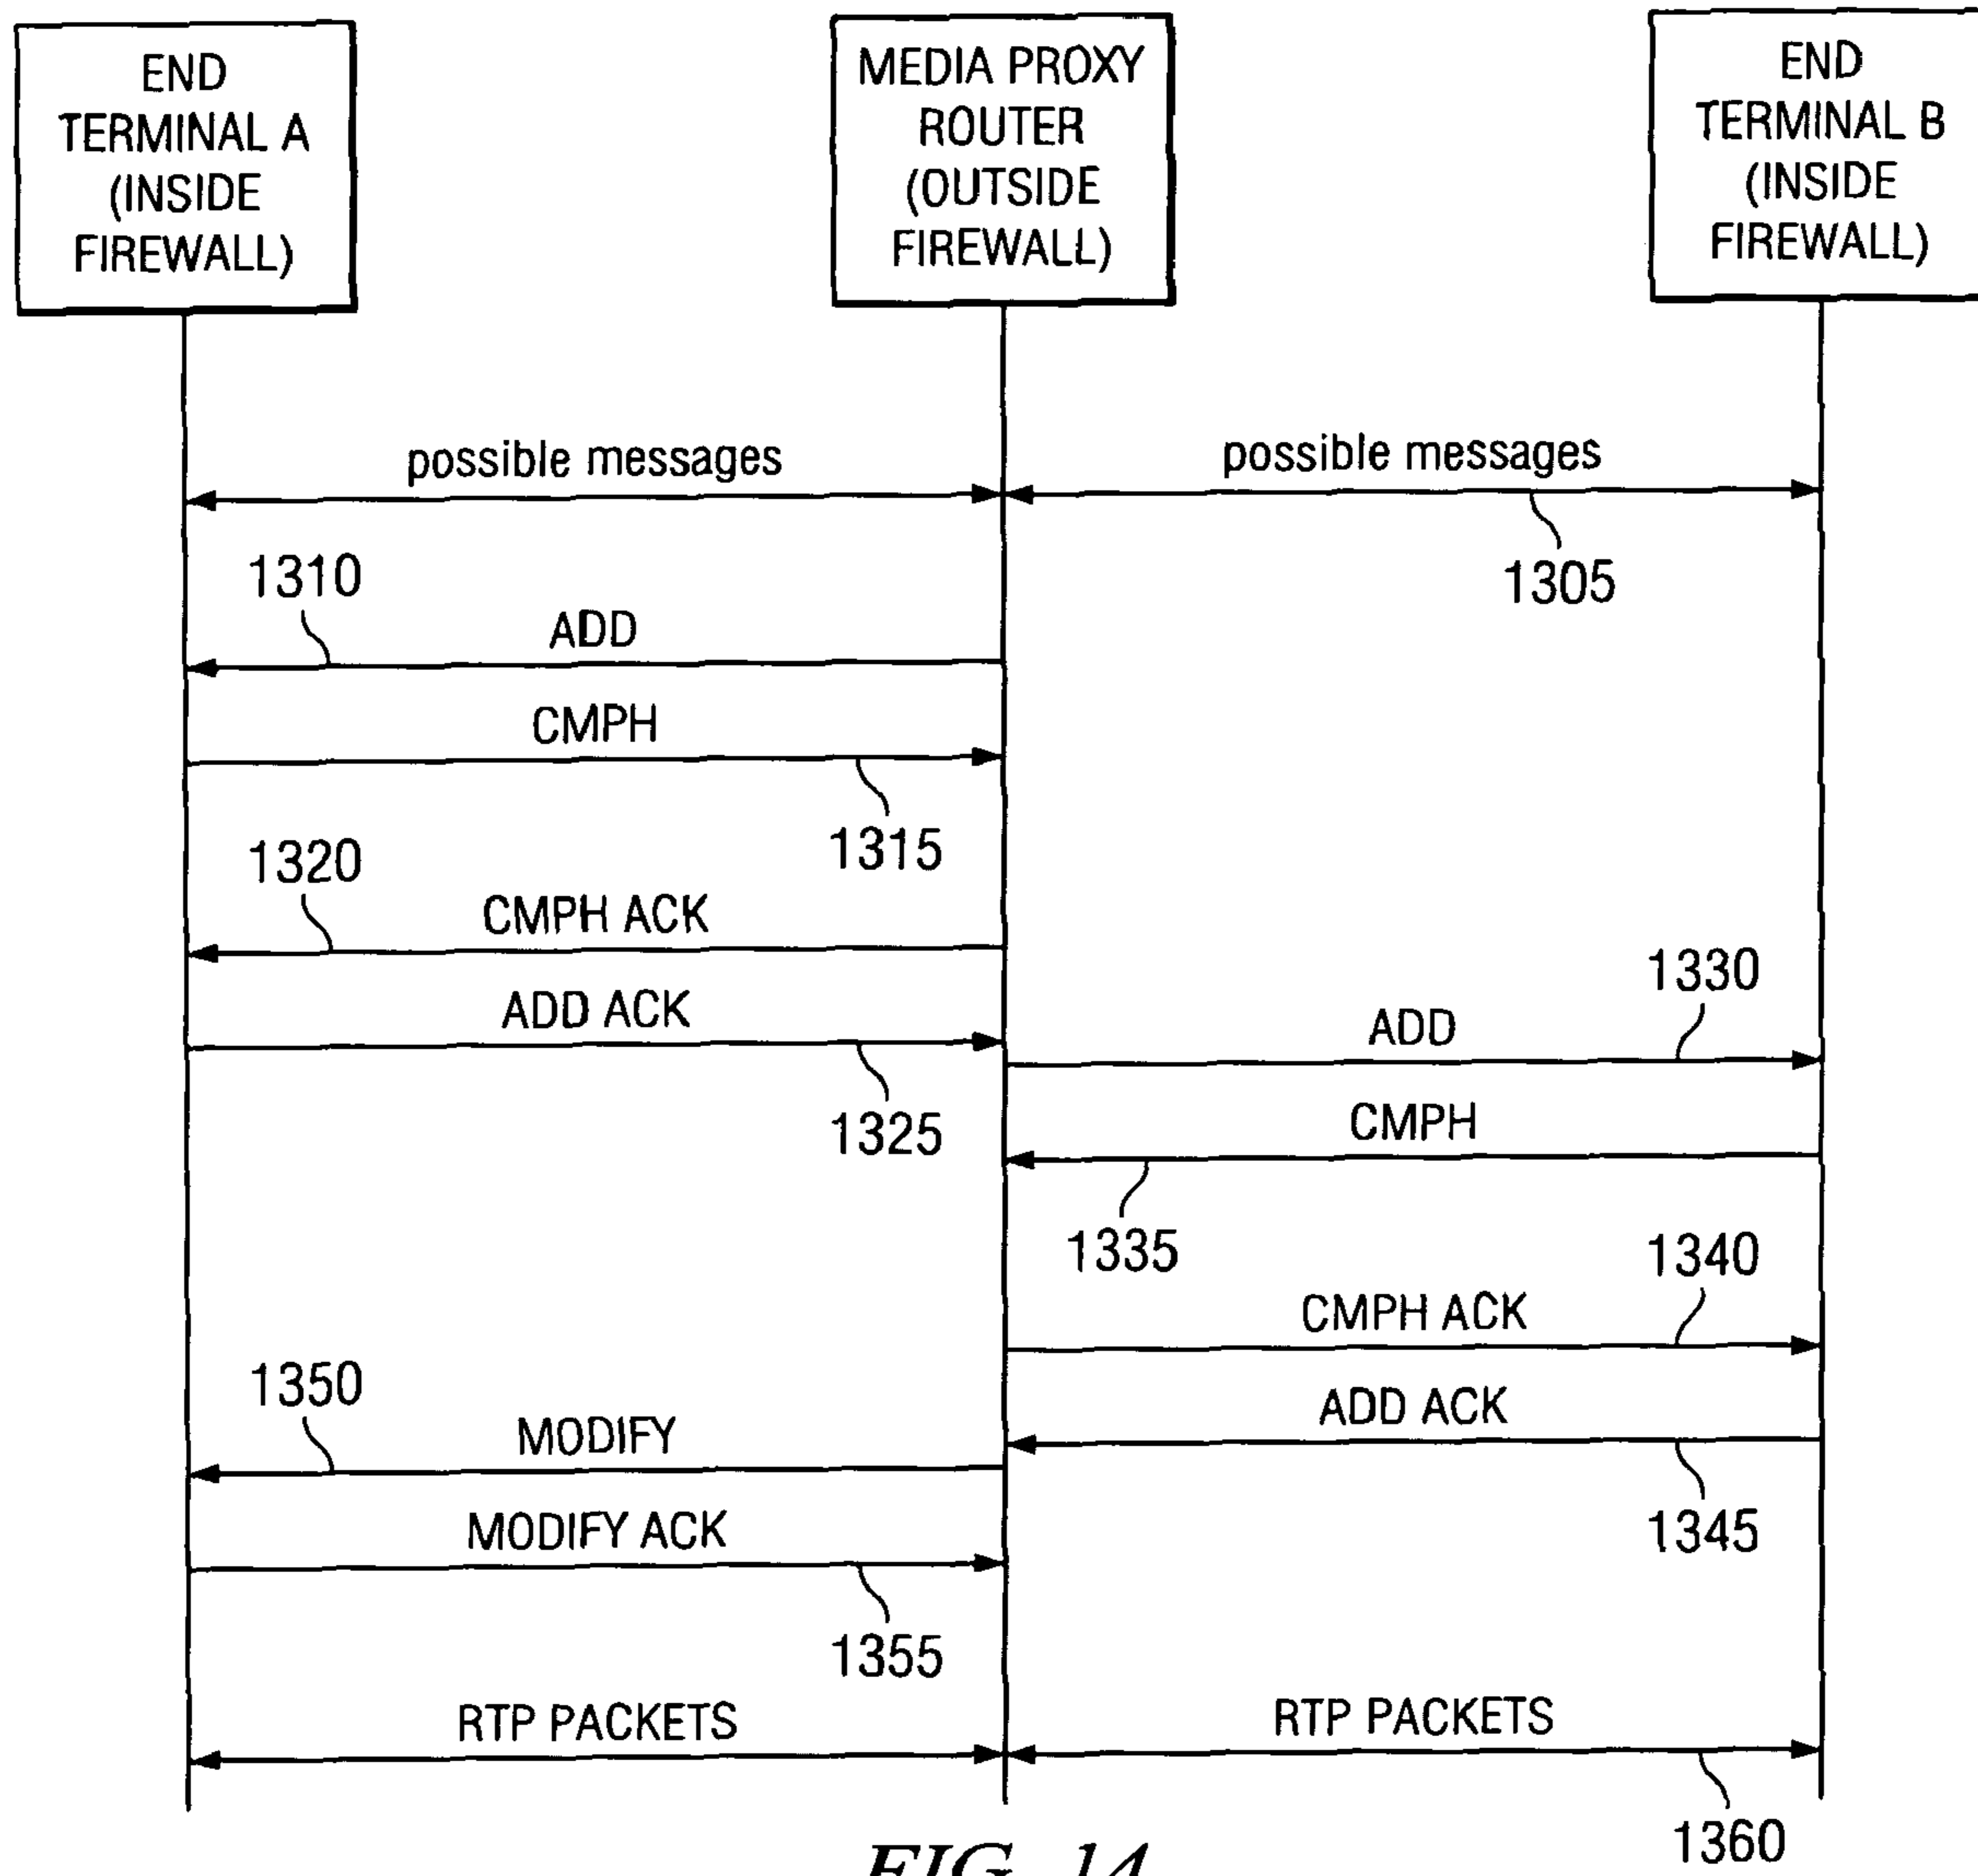 END
TERMINAL A
(INSIDE
FIREWALL)
MEDIA PROXY
ROUTER
(OUTSIDE
FIREWALL)
END
TERMINAL B
(INSIDE
FIREWALL)
possible messages
possible messages
1305
1310
ADD
CMPH
1315
1320
CMPH ACK
ADD ACK
1325
1330
ADD
CMPH
1335
1340
CMPH ACK
ADD ACK
1345
1350
MODIFY
MODIFY ACK
1355
RTP PACKETS
RTP PACKETS
1360
FIG. 14